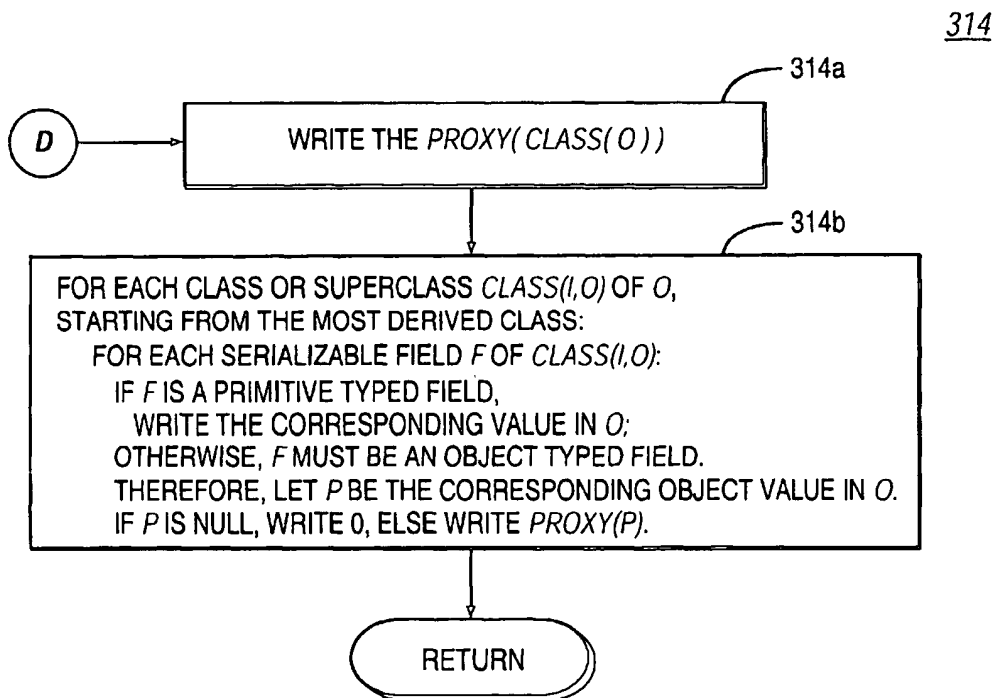 314
314a
D
WRITE THE PROXY( CLASS( O ) )
314b
FOR EACH CLASS OR SUPERCLASS CLASS(I,O) OF O,
STARTING FROM THE MOST DERIVED CLASS:
FOR EACH SERIALIZABLE FIELD F OF CLASS(I,O):
IF F IS A PRIMITIVE TYPED FIELD,
WRITE THE CORRESPONDING VALUE IN O;
OTHERWISE, F MUST BE AN OBJECT TYPED FIELD.
THEREFORE, LET P BE THE CORRESPONDING OBJECT VALUE IN O.
IF P IS NULL, WRITE 0, ELSE WRITE PROXY(P).
RETURN